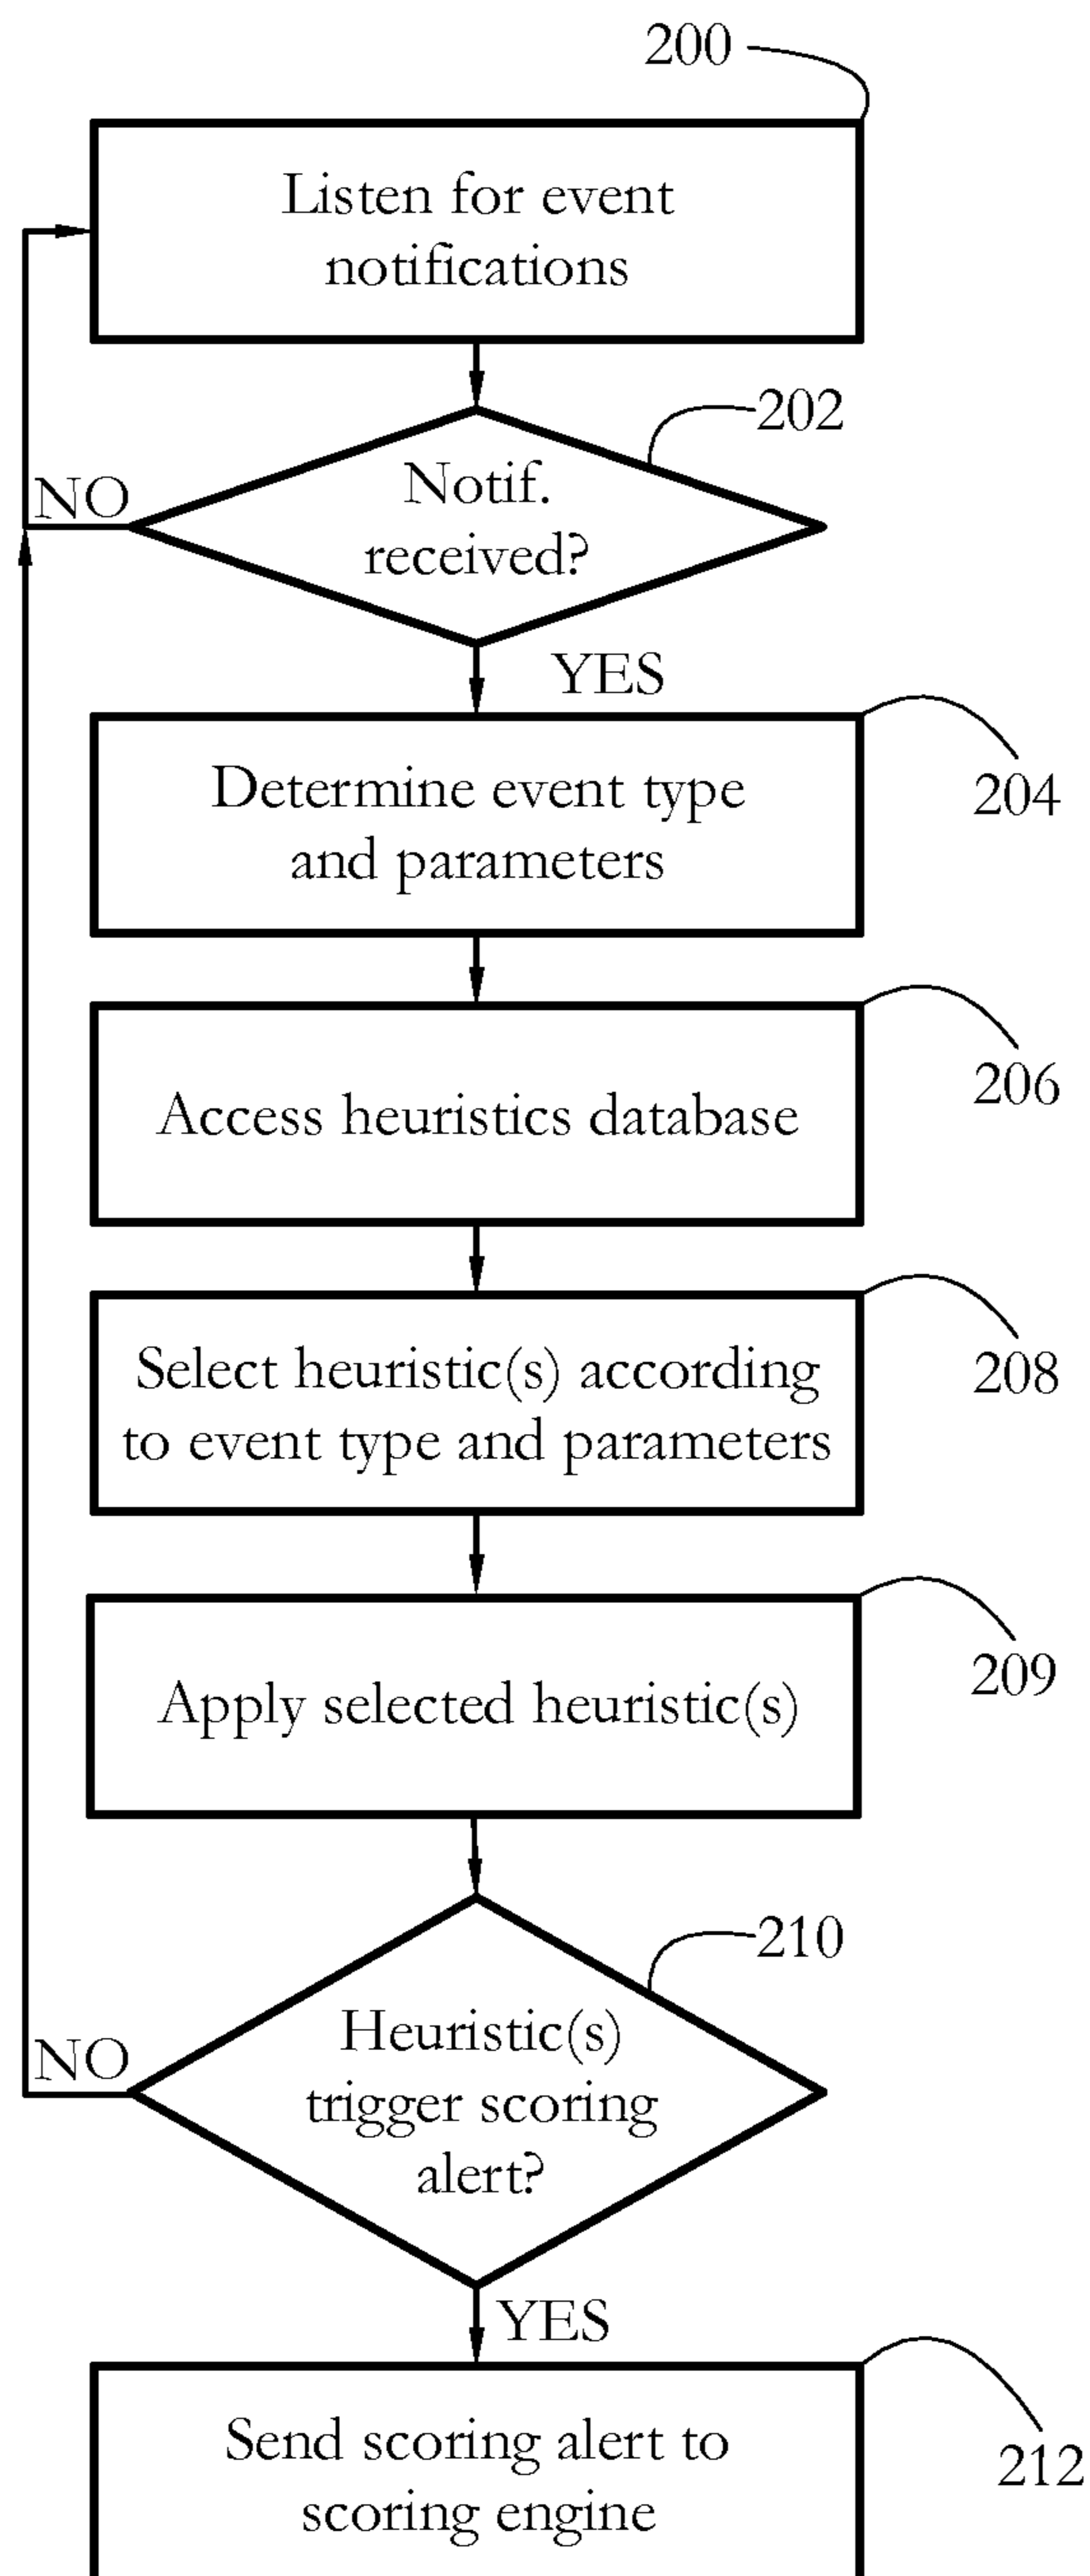 200
Listen for event
notifications
202
Notif.
received?
NO
YES
204
Determine event type
and parameters
206
Access heuristics database
208
Select heuristic(s) according
to event type and parameters
209
Apply selected heuristic(s)
210
Heuristic(s)
trigger scoring
alert?
NO
YES
212
Send scoring alert to
scoring engine